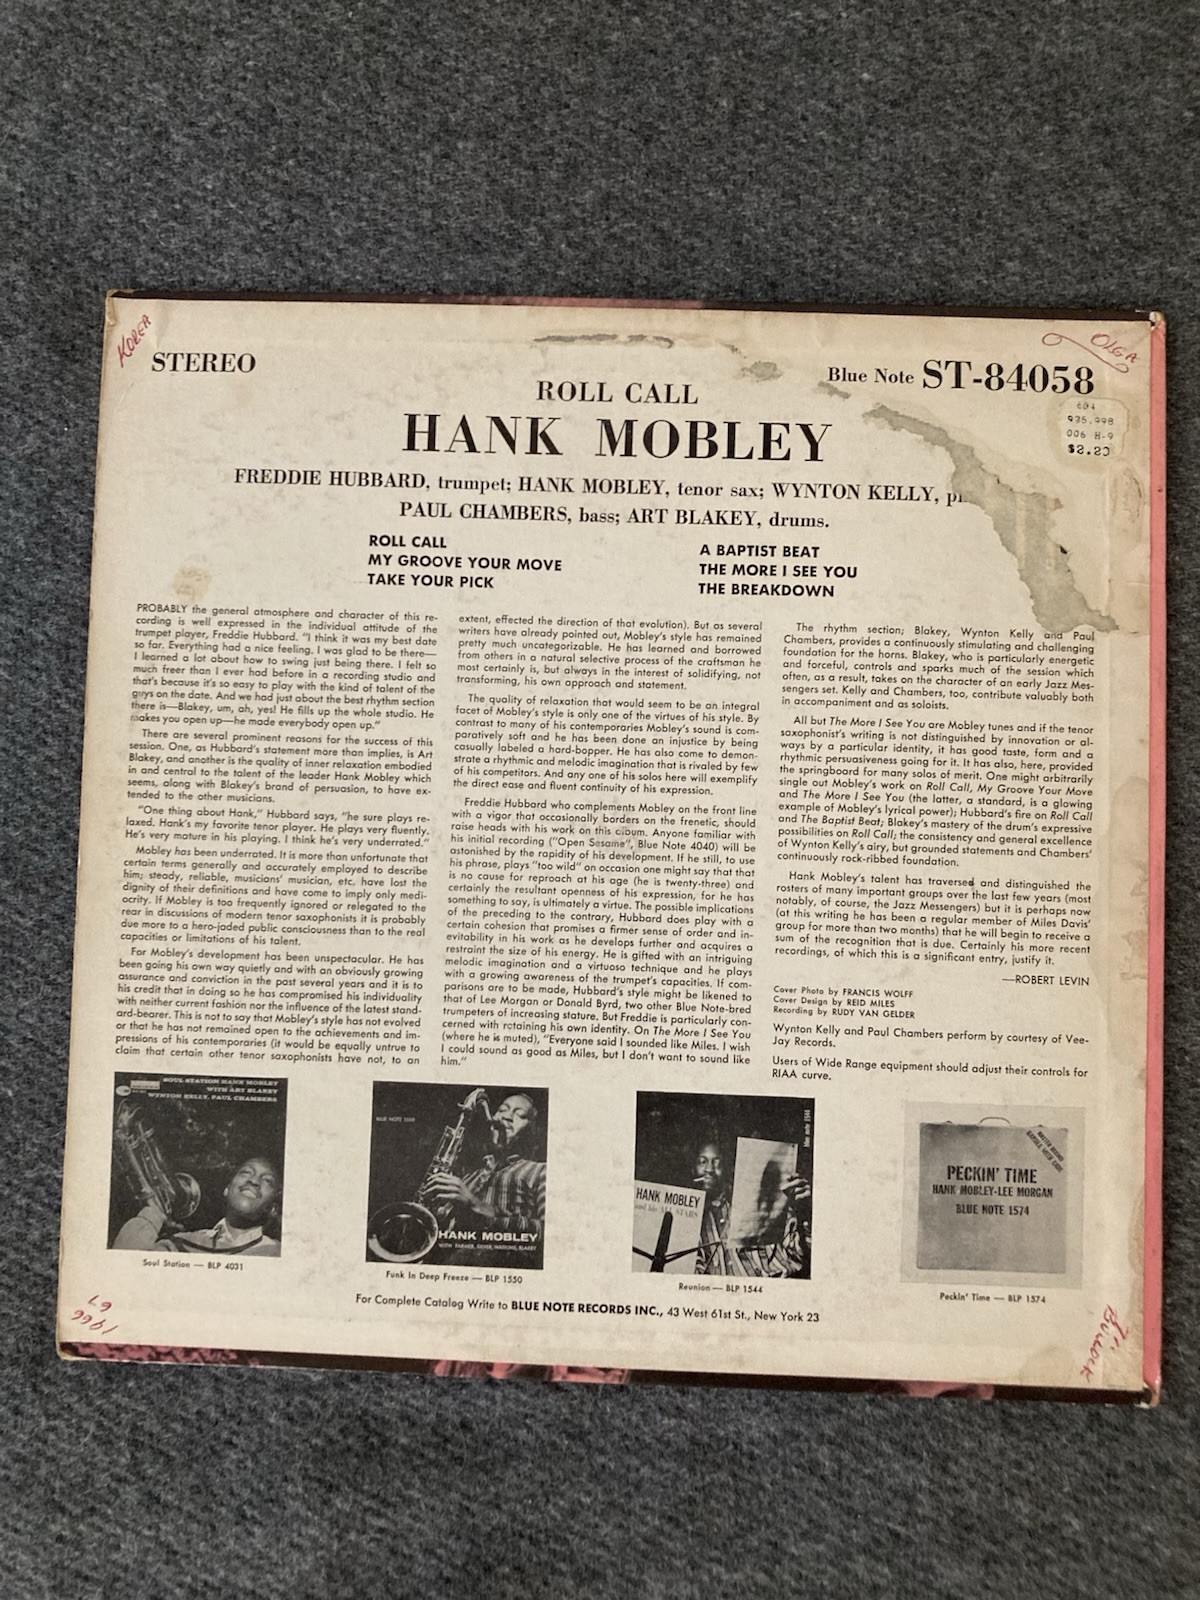 KOREA
OLGA
STEREO
Blue Note ST-84058
601
935.998
006 H-9
$2.20
ROLL CALL
HANK MOBLEY
FREDDIE HUBBARD, trumpet; HANK MOBLEY, tenor sax; WYNTON KELLY,
PAUL CHAMBERS, bass; ART BLAKEY, drums.
ROLL CALL
MY GROOVE YOUR MOVE
TAKE YOUR PICK
A BAPTIST BEAT
THE MORE I SEE YOU
THE BREAKDOWN
PROBABLY the general atmosphere and character of this re-
cording is well expressed in the individual attitude of the
trumpet player, Freddie Hubbard. "I think it was my best date
so far. Everything had a nice feeling. I was glad to be there—
I learned a lot about how to swing just being there. I felt so
much freer than I ever had before in a recording studio and
that's because it's so easy to play with the kind of talent of the
guys on the date. And we had just about the best rhythm section
there is—Blakey, um, ah, yes! He fills up the whole studio. He
makes you open up—he made everybody open up."
There are several prominent reasons for the success of this
session. One, as Hubbard's statement more than implies, is Art
Blakey, and another is the quality of inner relaxation embodied
in and central to the talent of the leader Hank Mobley which
seems, along with Blakey's brand of persuasion, to have ex-
tended to the other musicians.
"One thing about Hank," Hubbard says, "he sure plays re-
laxed. Hank's my favorite tenor player. He plays very fluently.
He's very mature in his playing. I think he's very underrated."
Mobley has been underrated. It is more than unfortunate that
certain terms generally and accurately employed to describe
him; steady, reliable, musicians' musician, etc. have lost the
dignity of their definitions and have come to imply only medi-
ocrity. If Mobley is too frequently ignored or relegated to the
rear in discussions of modern tenor saxophonists it is probably
due more to a hero-jaded public consciousness than to the real
capacities or limitations of his talent.
For Mobley's development has been unspectacular. He has
been going his own way quietly and with an obviously growing
assurance and conviction in the past several years and it is to
his credit that in doing so he has compromised his individuality
with neither current fashion nor the influence of the latest stand-
ard-bearer. This is not to say that Mobley's style has not evolved
or that he has not remained open to the achievements and im-
pressions of his contemporaries (it would be equally untrue to
claim that certain other tenor saxophonists have not, to an
extent, effected the direction of that evolution). But as several
writers have already pointed out, Mobley's style has remained
pretty much uncategorizable. He has learned and borrowed
from others in a natural selective process of the craftsman he
most certainly is, but always in the interest of solidifying, not
transforming, his own approach and statement.
The quality of relaxation that would seem to be an integral
facet of Mobley's style is only one of the virtues of his style. By
contrast to many of his contemporaries Mobley's sound is com-
paratively soft and he has been done an injustice by being
casually labeled a hard-bopper. He has also come to demon-
strate a rhythmic and melodic imagination that is rivaled by few
of his competitors. And any one of his solos here will exemplify
the direct ease and fluent continuity of his expression.
Freddie Hubbard who complements Mobley on the front line
with a vigor that occasionally borders on the frenetic, should
raise heads with his work on this album. Anyone familiar with
his initial recording ("Open Sesame", Blue Note 4040) will be
astonished by the rapidity of his development. If he still, to use
his phrase, plays "too wild" on occasion one might say that that
is no cause for reproach at his age (he is twenty-three) and
certainly the resultant openness of his expression, for he has
something to say, is ultimately a virtue. The possible implications
of the preceding to the contrary, Hubbard does play with a
certain cohesion that promises a firmer sense of order and in-
evitability in his work as he develops further and acquires a
restraint the size of his energy. He is gifted with an intriguing
melodic imagination and a virtuoso technique and he plays
with a growing awareness of the trumpet's capacities. If com-
parisons are to be made, Hubbard's style might be likened to
that of Lee Morgan or Donald Byrd, two other Blue Note-bred
trumpeters of increasing stature. But Freddie is particularly con-
cerned with retaining his own identity. On The More I See You
(where he is muted), "Everyone said I sounded like Miles. I wish
I could sound as good as Miles, but I don't want to sound like
him."
The rhythm section; Blakey, Wynton Kelly and Paul
Chambers, provides a continuously stimulating and challenging
foundation for the horns. Blakey, who is particularly energetic
and forceful, controls and sparks much of the session which
often, as a result, takes on the character of an early Jazz Mes-
sengers set. Kelly and Chambers, too, contribute valuably both
in accompaniment and as soloists.
All but The More I See You are Mobley tunes and if the tenor
saxophonist's writing is not distinguished by innovation or al-
ways by a particular identity, it has good taste, form and a
rhythmic persuasiveness going for it. It has also, here, provided
the springboard for many solos of merit. One might arbitrarily
single out Mobley's work on Roll Call, My Groove Your Move
and The More I See You (the latter, a standard, is a glowing
example of Mobley's lyrical power); Hubbard's fire on Roll Call
and The Baptist Beat; Blakey's mastery of the drum's expressive
possibilities on Roll Call; the consistency and general excellence
of Wynton Kelly's airy, but grounded statements and Chambers'
continuously rock-ribbed foundation.
Hank Mobley's talent has traversed and distinguished the
rosters of many important groups over the last few years (most
notably, of course, the Jazz Messengers) but it is perhaps now
(at this writing he has been a regular member of Miles Davis'
group for more than two months) that he will begin to receive a
sum of the recognition that is due. Certainly his more recent
recordings, of which this is a significant entry, justify it.
—ROBERT LEVIN
Cover Photo by FRANCIS WOLFF
Cover Design by REID MILES
Recording by RUDY VAN GELDER
Wynton Kelly and Paul Chambers perform by courtesy of Vee-
Jay Records.
Users of Wide Range equipment should adjust their controls for
RIAA curve.
SOUL STATION HANK MOBLEY
WITH ART BLAKEY
WYNTON KELLY, PAUL CHAMBERS
Soul Station — BLP 4031
BLUE NOTE 1550
HANK MOBLEY
WITH FARMER, SILVER, WATKINS, BLAKEY
Funk In Deep Freeze — BLP 1550
blue note 1544
HANK MOBLEY
and his ALL STARS
Reunion — BLP 1544
PECKIN' TIME
HANK MOBLEY-LEE MORGAN
BLUE NOTE 1574
Peckin' Time — BLP 1574
For Complete Catalog Write to BLUE NOTE RECORDS INC., 43 West 61st St., New York 23
1966
67
BULLOCK